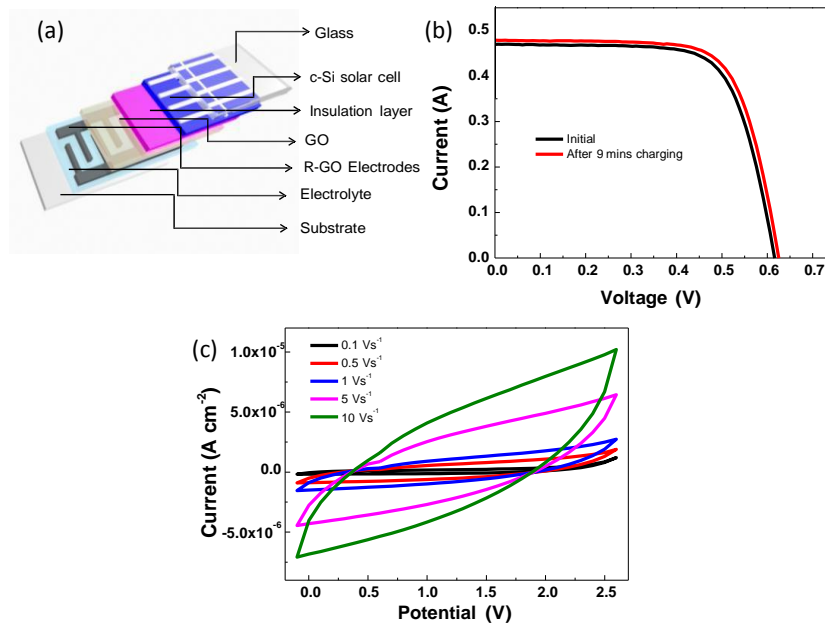 (a)
Glass
c-Si solar cell
Insulation layer
GO
R-GO Electrodes
Electrolyte
Substrate
(b)
Current (A)
0.5
0.4
0.3
0.2
0.1
0.0
Initial
After 9 mins charging
0.0 0.1 0.2 0.3 0.4 0.5 0.6 0.7
Voltage (V)
(c)
Current (A cm⁻²)
1.0x10⁻⁵
5.0x10⁻⁶
0.0
-5.0x10⁻⁶
0.1 Vs⁻¹
0.5 Vs⁻¹
1 Vs⁻¹
5 Vs⁻¹
10 Vs⁻¹
0.0 0.5 1.0 1.5 2.0 2.5
Potential (V)